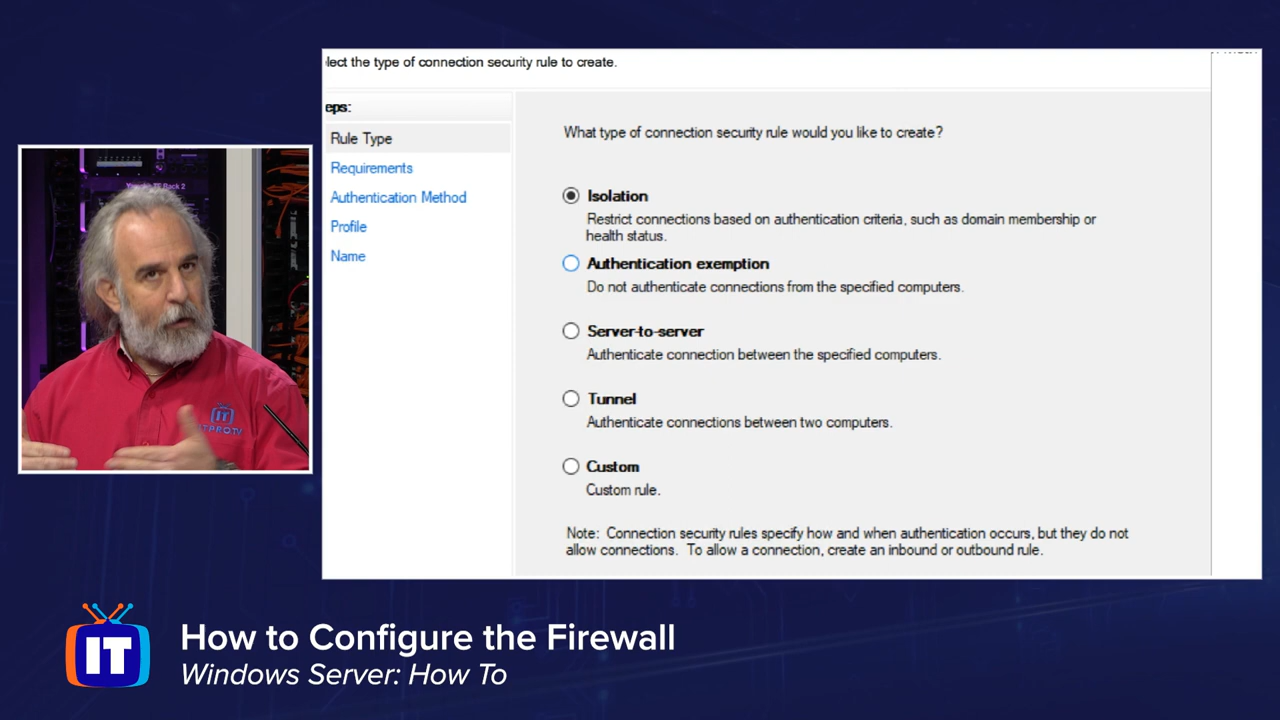 lect the type of connection security rule to create.
eps:
Rule Type
Requirements
Authentication Method
Profile
Name
What type of connection security rule would you like to create?
Isolation
Restrict connections based on authentication criteria, such as domain membership or
health status.
Authentication exemption
Do not authenticate connections from the specified computers.
Server-to-server
Authenticate connection between the specified computers.
Tunnel
Authenticate connections between two computers.
Custom
Custom rule.
Note: Connection security rules specify how and when authentication occurs, but they do not
allow connections. To allow a connection, create an inbound or outbound rule.
IT
IT
How to Configure the Firewall
Windows Server: How To